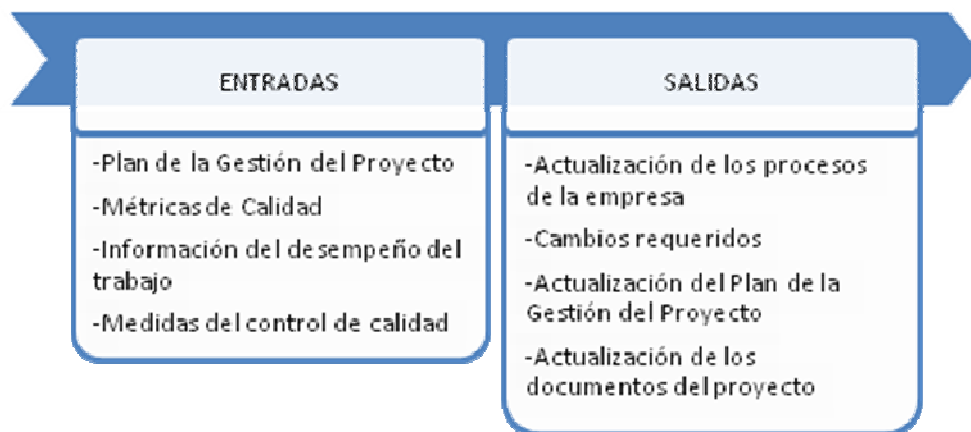 ENTRADAS
-Plan de la Gestión del Proyecto
-Métricas de Calidad
-Información del desempeño del
trabajo
-Medidas del control de calidad
SALIDAS
-Actualización de los procesos
de la empresa
-Cambios requeridos
-Actualización del Plan de la
Gestión del Proyecto
-Actualización de los
documentos del proyecto